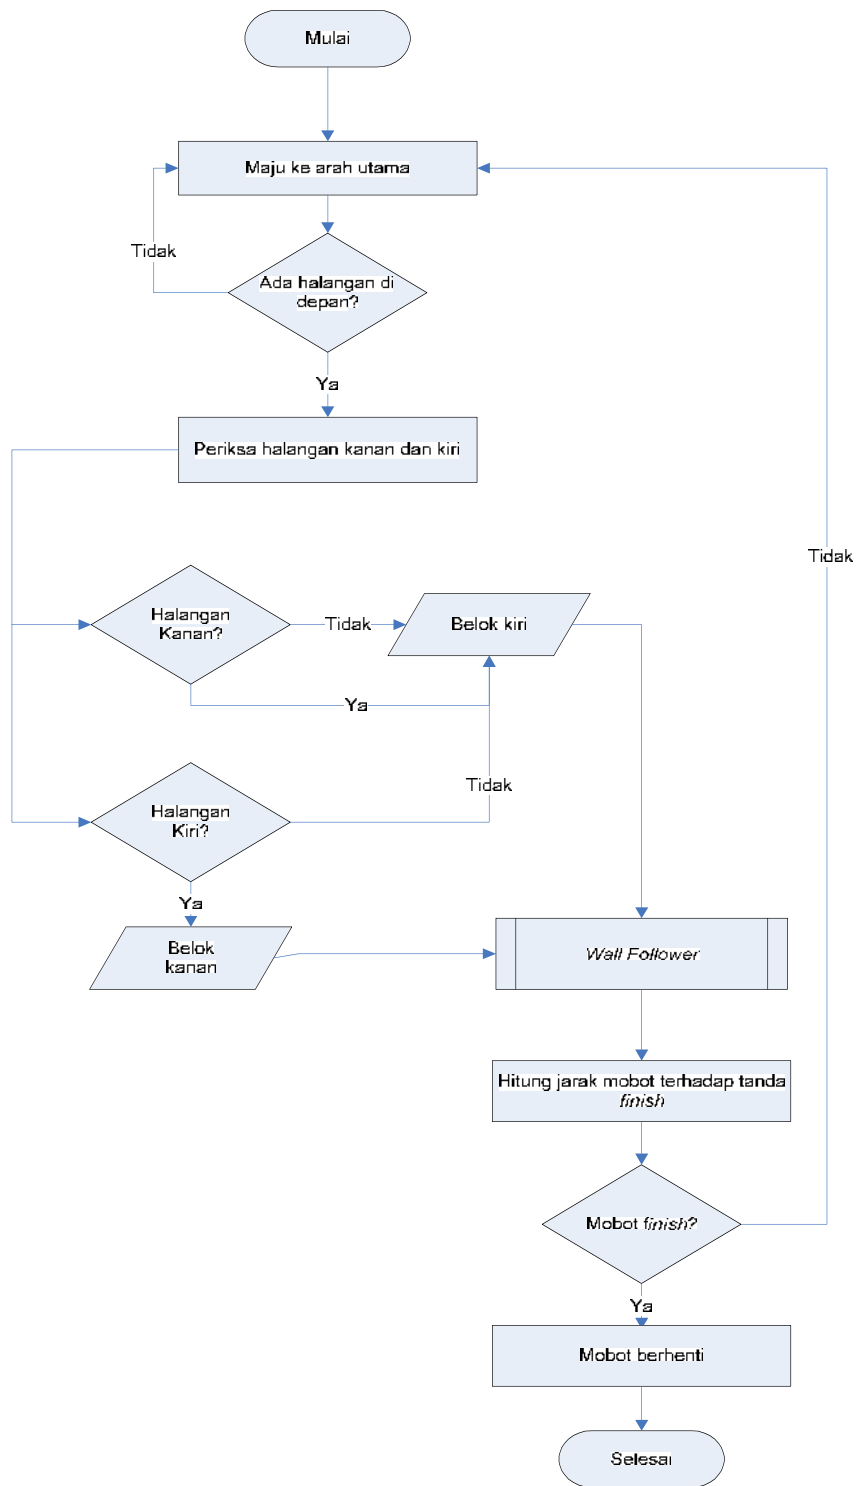 Mulai
Maju ke arah utama
Tidak
Ada halangan di
depan?
Ya
Periksa halangan kanan dan kiri
Tidak
Halangan
Kanan?
Tidak
Belok kiri
Ya
Tidak
Halangan
Kiri?
Ya
Belok
kanan
Wall Follower
Hitung jarak mobot terhadap tanda
finish
Mobot finish?
Ya
Mobot berhenti
Selesai